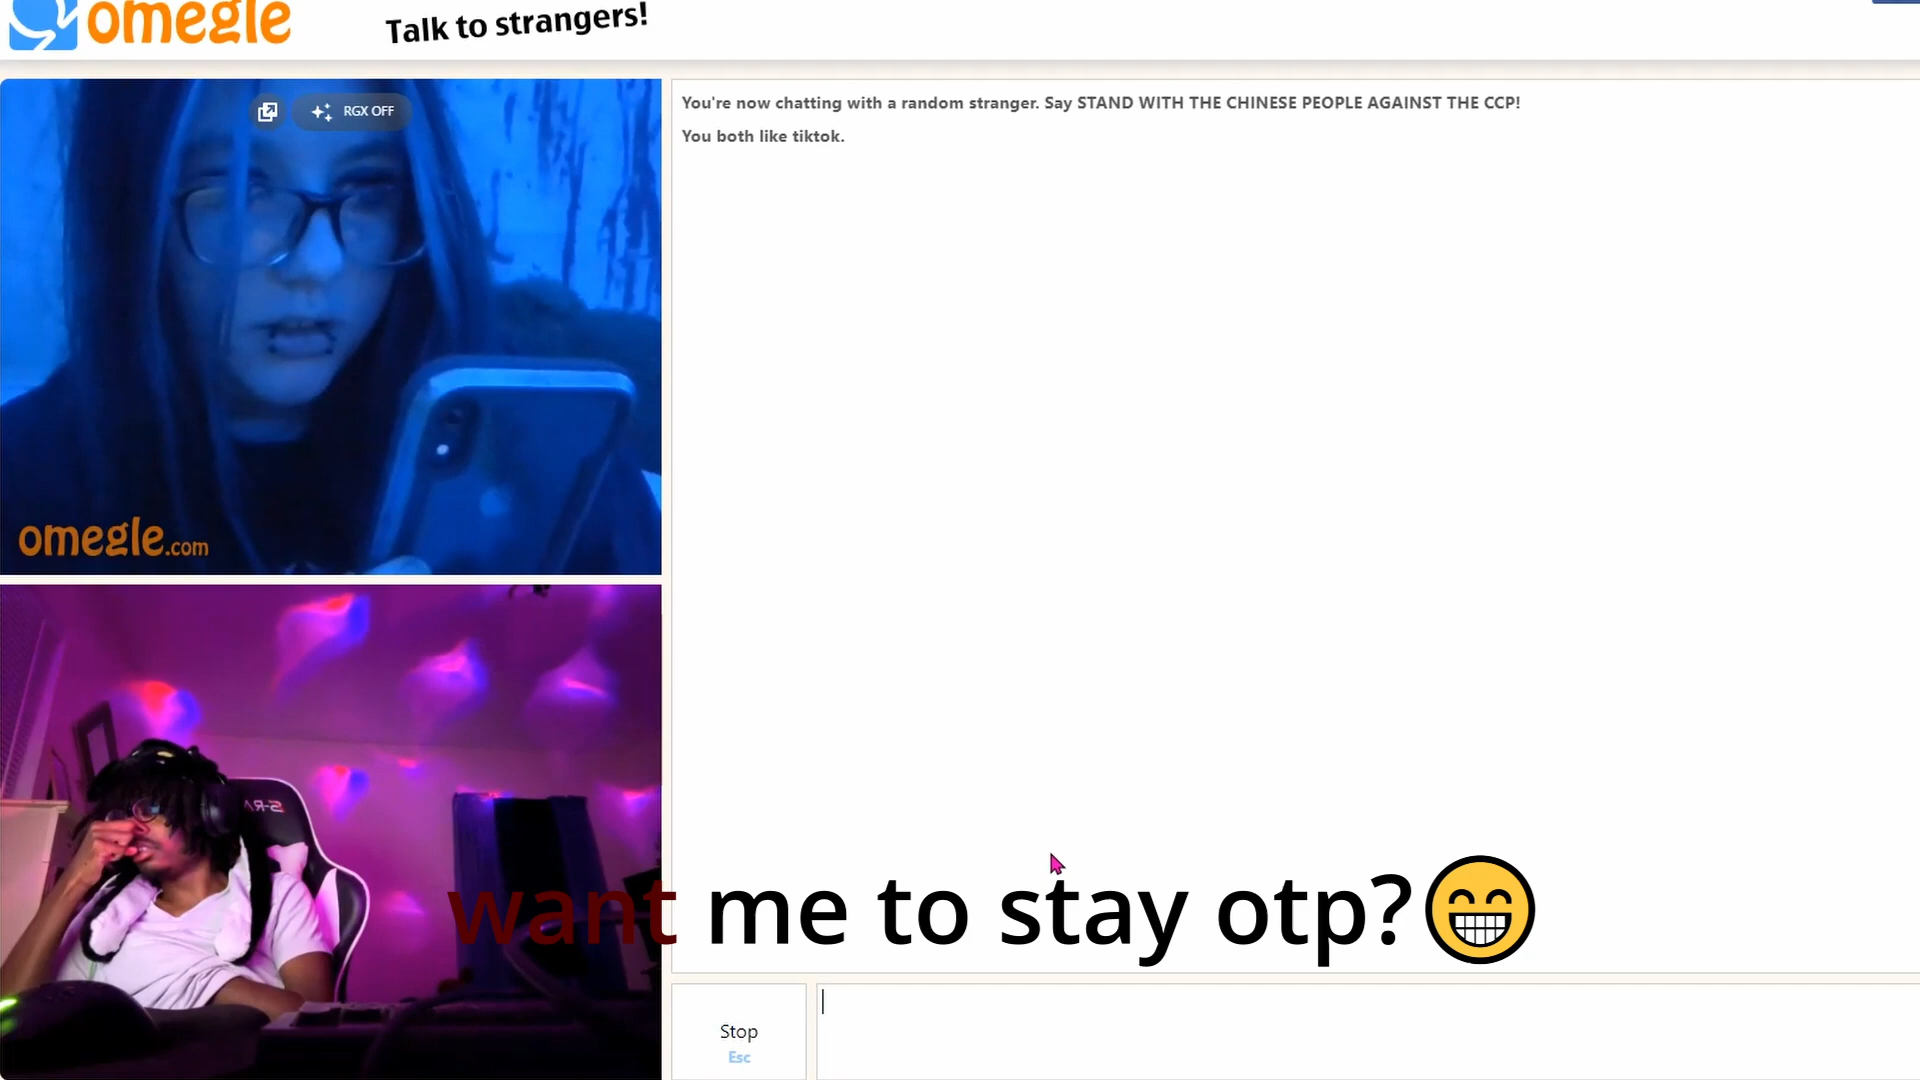 omegle
Talk to strangers!
RGX OFF
You're now chatting with a random stranger. Say STAND WITH THE CHINESE PEOPLE AGAINST THE CCP!
You both like tiktok.
omegle.com
want me to stay otp?😁
Stop
Esc